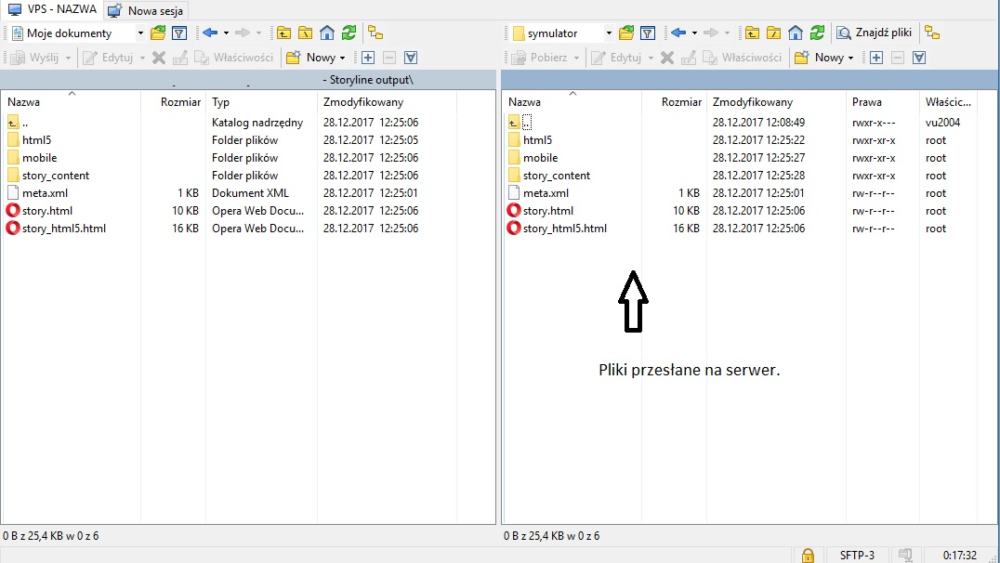 VPS - NAZWA Nowa sesja
Moje dokumenty symulator Znajdź pliki
Wyślij Edytuj Właściwości Nowy Pobierz Edytuj Właściwości Nowy
- - - Storyline output\
Nazwa Rozmiar Typ Zmodyfikowany Nazwa Rozmiar Zmodyfikowany Prawa Właścic...
.. Katalog nadrzędny 28.12.2017 12:25:06 .. 28.12.2017 12:08:49 rwxr-x--- vu2004
html5 Folder plików 28.12.2017 12:25:05 html5 28.12.2017 12:25:22 rwxr-xr-x root
mobile Folder plików 28.12.2017 12:25:06 mobile 28.12.2017 12:25:27 rwxr-xr-x root
story_content Folder plików 28.12.2017 12:25:06 story_content 28.12.2017 12:25:28 rwxr-xr-x root
meta.xml 1 KB Dokument XML 28.12.2017 12:25:01 meta.xml 1 KB 28.12.2017 12:25:01 rw-r--r-- root
story.html 10 KB Opera Web Docu... 28.12.2017 12:25:06 story.html 10 KB 28.12.2017 12:25:06 rw-r--r-- root
story_html5.html 16 KB Opera Web Docu... 28.12.2017 12:25:06 story_html5.html 16 KB 28.12.2017 12:25:06 rw-r--r-- root
Pliki przesłane na serwer.
0 B z 25,4 KB w 0 z 6 0 B z 25,4 KB w 0 z 6
SFTP-3 0:17:32